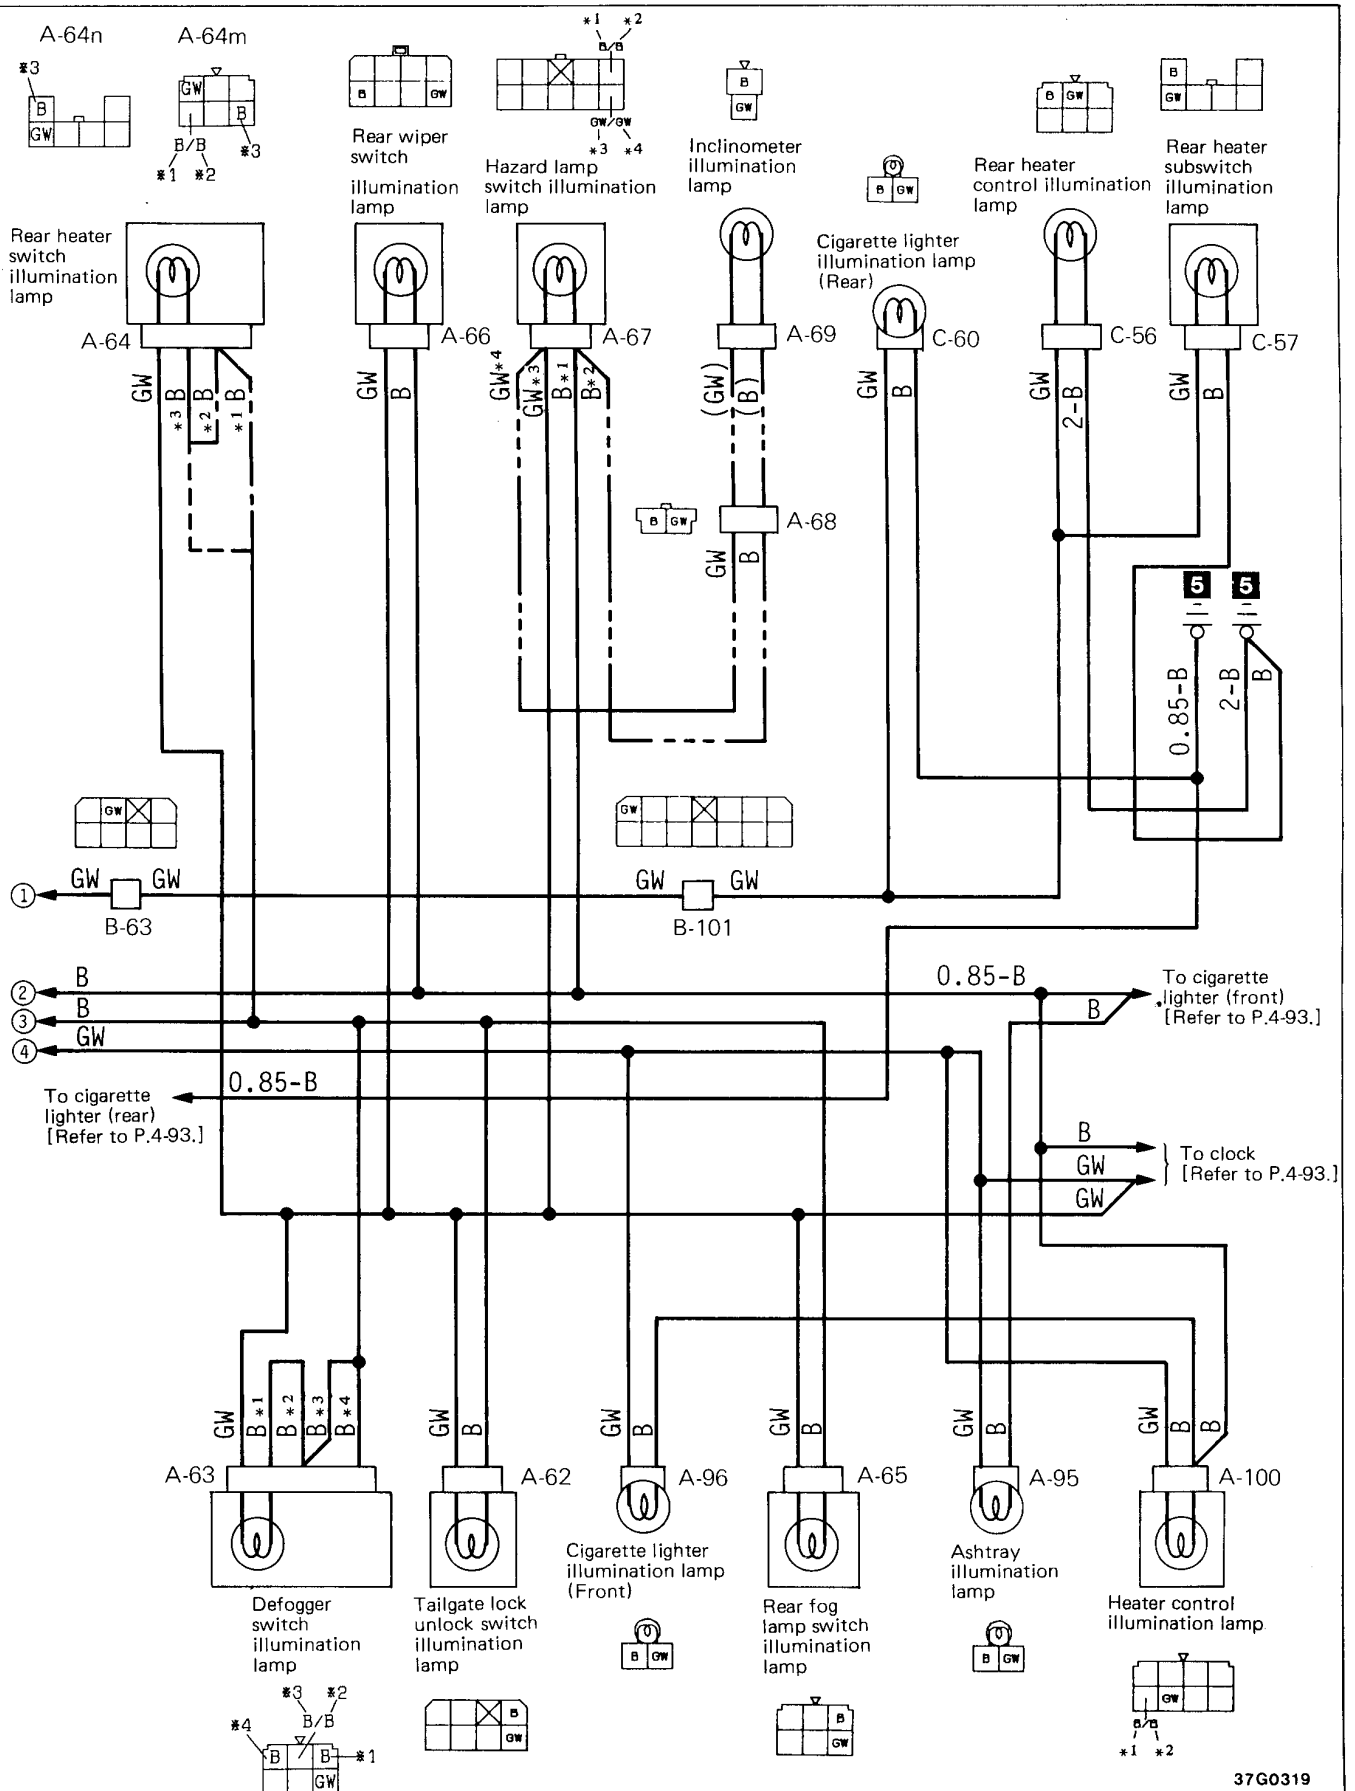 A-64n
A-64m
*3
B
GW
GW
B
B/B
*1 *2
*3
B
GW
Rear wiper
switch
illumination
lamp
*1 *2
B/B
GW/GW
*3 *4
Hazard lamp
switch illumination
lamp
B
GW
Inclinometer
illumination
lamp
B GW
Cigarette lighter
illumination lamp
(Rear)
B GW
Rear heater
control illumination
lamp
B
GW
Rear heater
subswitch
illumination
lamp
Rear heater
switch
illumination
lamp
A-64
A-66
A-67
A-69
C-60
C-56
C-57
GW
*3 B
*2 B
*1 B
GW
B
GW*4
GW*3
B*1
B*2
(GW)
(B)
GW
B
GW
2-B
GW
B
B GW
A-68
GW
B
5
5
0.85-B
2-B
B
GW
GW
① GW
GW
B-63
GW
GW
B-101
② B
0.85-B
To cigarette
lighter (front)
[Refer to P.4-93.]
③ B
B
④ GW
0.85-B
To cigarette
lighter (rear)
[Refer to P.4-93.]
B
GW
GW
To clock
[Refer to P.4-93.]
GW
B*1
B*2
B*3
B*4
GW
B
GW
B
GW
B
GW
B
GW
B
B
A-63
A-62
A-96
A-65
A-95
A-100
Defogger
switch
illumination
lamp
Tailgate lock
unlock switch
illumination
lamp
Cigarette lighter
illumination lamp
(Front)
Rear fog
lamp switch
illumination
lamp
Ashtray
illumination
lamp
Heater control
illumination lamp
*3 *2
B/B
*4
B
B
*1
GW
B
GW
B GW
B
GW
B GW
GW
B/B
*1 *2
37G0319